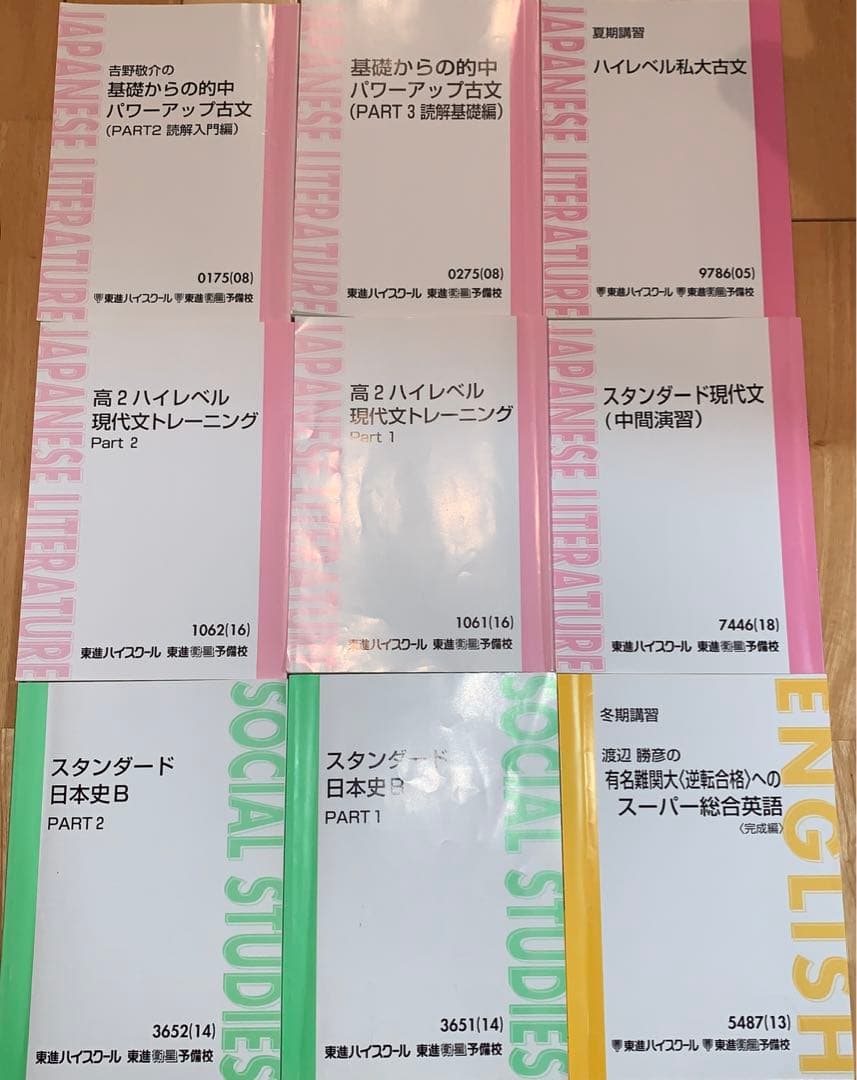 JAPANESE LITERATURE
吉野敬介の
基礎からの的中
パワーアップ古文
(PART2 読解入門編)
0175(08)
東進ハイスクール 東進衛星予備校
JAPANESE LITERATURE
基礎からの的中
パワーアップ古文
(PART 3 読解基礎編)
0275(08)
東進ハイスクール 東進衛星予備校
JAPANESE LITERATURE
夏期講習
ハイレベル私大古文
9786(05)
東進ハイスクール 東進衛星予備校
JAPANESE LITERATURE
高2ハイレベル
現代文トレーニング
Part 2
1062(16)
東進ハイスクール 東進衛星予備校
JAPANESE LITERATURE
高2ハイレベル
現代文トレーニング
Part 1
1061(16)
東進ハイスクール 東進衛星予備校
JAPANESE LITERATURE
スタンダード現代文
(中間演習)
7446(18)
東進ハイスクール 東進衛星予備校
SOCIAL STUDIES
スタンダード
日本史B
PART 2
3652(14)
東進ハイスクール 東進衛星予備校
SOCIAL STUDIES
スタンダード
日本史B
PART 1
3651(14)
東進ハイスクール 東進衛星予備校
ENGLISH
冬期講習
渡辺 勝彦の
有名難関大〈逆転合格〉への
スーパー総合英語
〈完成編〉
5487(13)
東進ハイスクール 東進衛星予備校